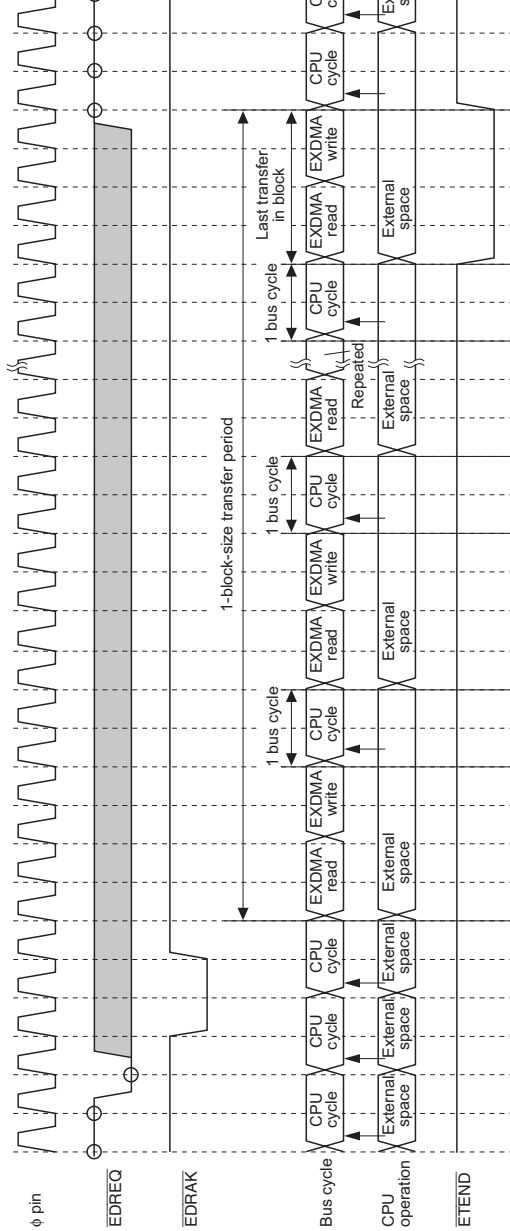 φ pin
EDREQ
EDRAK
1-block-size transfer period
Last transfer
in block
1 bus cycle
1 bus cycle
1 bus cycle
Bus cycle
CPU
cycle
CPU
cycle
CPU
cycle
EXDMA
read
EXDMA
write
CPU
cycle
EXDMA
read
EXDMA
write
CPU
cycle
EXDMA
read
Repeated
CPU
cycle
EXDMA
read
EXDMA
write
CPU
cycle
CPU
operation
External
space
External
space
External
space
External
space
External
space
External
space
External
space
ETEND